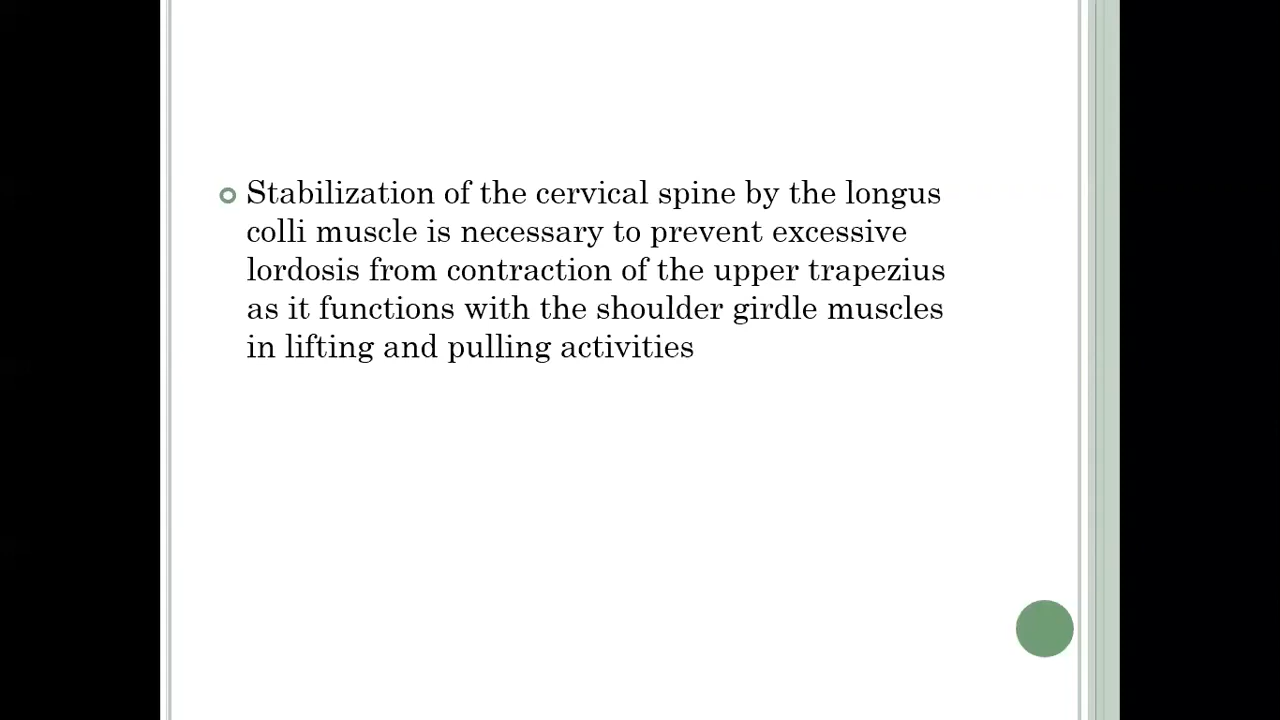 Stabilization of the cervical spine by the longus
colli muscle is necessary to prevent excessive
lordosis from contraction of the upper trapezius
as it functions with the shoulder girdle muscles
in lifting and pulling activities